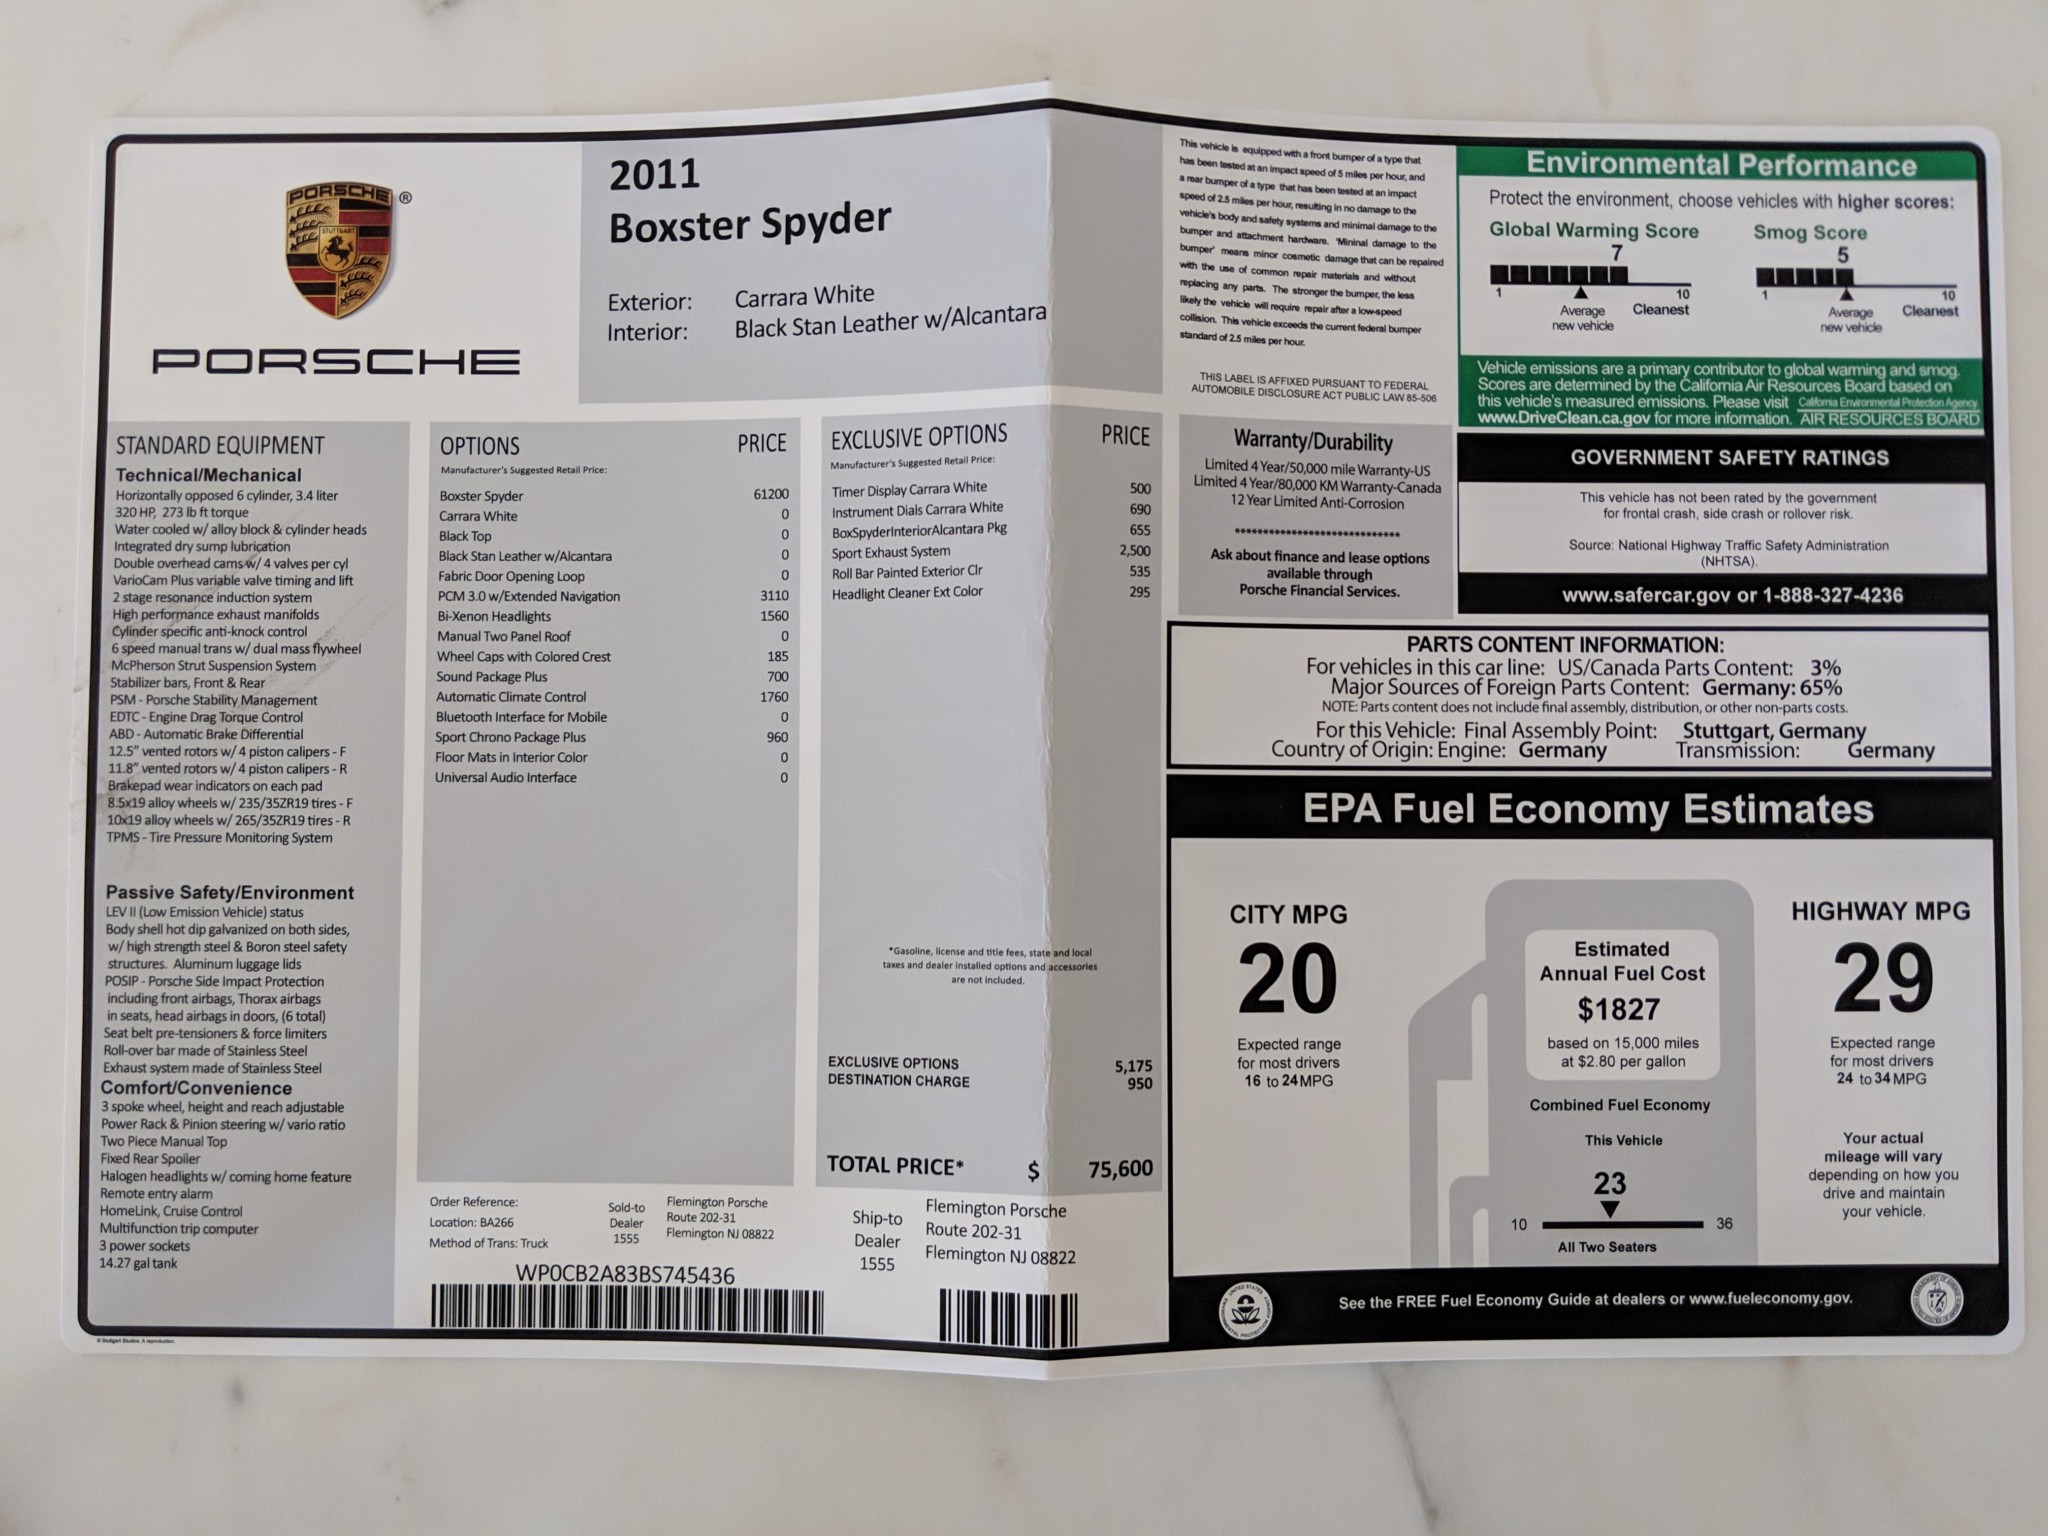 PORSCHE
STUTTGART
®
PORSCHE
2011
Boxster Spyder
Exterior: Carrara White
Interior: Black Stan Leather w/Alcantara
STANDARD EQUIPMENT
Technical/Mechanical
Horizontally opposed 6 cylinder, 3.4 liter
320 HP, 273 lb ft torque
Water cooled w/ alloy block & cylinder heads
Integrated dry sump lubrication
Double overhead cams w/ 4 valves per cyl
VarioCam Plus variable valve timing and lift
2 stage resonance induction system
High performance exhaust manifolds
Cylinder specific anti-knock control
6 speed manual trans w/ dual mass flywheel
McPherson Strut Suspension System
Stabilizer bars, Front & Rear
PSM - Porsche Stability Management
EDTC - Engine Drag Torque Control
ABD - Automatic Brake Differential
12.5" vented rotors w/ 4 piston calipers - F
11.8" vented rotors w/ 4 piston calipers - R
Brakepad wear indicators on each pad
8.5x19 alloy wheels w/ 235/35ZR19 tires - F
10x19 alloy wheels w/ 265/35ZR19 tires - R
TPMS - Tire Pressure Monitoring System
Passive Safety/Environment
LEV II (Low Emission Vehicle) status
Body shell hot dip galvanized on both sides,
w/ high strength steel & Boron steel safety
structures. Aluminum luggage lids
POSIP - Porsche Side Impact Protection
including front airbags, Thorax airbags
in seats, head airbags in doors, (6 total)
Seat belt pre-tensioners & force limiters
Roll-over bar made of Stainless Steel
Exhaust system made of Stainless Steel
Comfort/Convenience
3 spoke wheel, height and reach adjustable
Power Rack & Pinion steering w/ vario ratio
Two Piece Manual Top
Fixed Rear Spoiler
Halogen headlights w/ coming home feature
Remote entry alarm
HomeLink, Cruise Control
Multifunction trip computer
3 power sockets
14.27 gal tank
© Stuttgart Studios. A reproduction.
OPTIONS PRICE
Manufacturer's Suggested Retail Price:
Boxster Spyder 61200
Carrara White 0
Black Top 0
Black Stan Leather w/Alcantara 0
Fabric Door Opening Loop 0
PCM 3.0 w/Extended Navigation 3110
Bi-Xenon Headlights 1560
Manual Two Panel Roof 0
Wheel Caps with Colored Crest 185
Sound Package Plus 700
Automatic Climate Control 1760
Bluetooth Interface for Mobile 0
Sport Chrono Package Plus 960
Floor Mats in Interior Color 0
Universal Audio Interface 0
EXCLUSIVE OPTIONS PRICE
Manufacturer's Suggested Retail Price:
Timer Display Carrara White 500
Instrument Dials Carrara White 690
BoxSpyderInteriorAlcantara Pkg 655
Sport Exhaust System 2,500
Roll Bar Painted Exterior Clr 535
Headlight Cleaner Ext Color 295
*Gasoline, license and title fees, state and local
taxes and dealer installed options and accessories
are not included.
EXCLUSIVE OPTIONS 5,175
DESTINATION CHARGE 950
TOTAL PRICE* $ 75,600
Order Reference:
Location: BA266
Method of Trans: Truck
Sold-to
Dealer
1555
Flemington Porsche
Route 202-31
Flemington NJ 08822
Ship-to
Dealer
1555
Flemington Porsche
Route 202-31
Flemington NJ 08822
WP0CB2A83BS745436
This vehicle is equipped with a front bumper of a type that
has been tested at an impact speed of 5 miles per hour, and
a rear bumper of a type that has been tested at an impact
speed of 2.5 miles per hour, resulting in no damage to the
vehicle's body and safety systems and minimal damage to the
bumper and attachment hardware. 'Mininal damage to the
bumper' means minor cosmetic damage that can be repaired
with the use of common repair materials and without
replacing any parts. The stronger the bumper, the less
likely the vehicle will require repair after a low-speed
collision. This vehicle exceeds the current federal bumper
standard of 2.5 miles per hour.
THIS LABEL IS AFFIXED PURSUANT TO FEDERAL
AUTOMOBILE DISCLOSURE ACT PUBLIC LAW 85-506
Warranty/Durability
Limited 4 Year/50,000 mile Warranty-US
Limited 4 Year/80,000 KM Warranty-Canada
12 Year Limited Anti-Corrosion
****************************
Ask about finance and lease options
available through
Porsche Financial Services.
Environmental Performance
Protect the environment, choose vehicles with higher scores:
Global Warming Score
7
1 10
Average
new vehicle
Cleanest
Smog Score
5
1 10
Average
new vehicle
Cleanest
Vehicle emissions are a primary contributor to global warming and smog.
Scores are determined by the California Air Resources Board based on
this vehicle's measured emissions. Please visit
www.DriveClean.ca.gov for more information.
California Environmental Protection Agency
AIR RESOURCES BOARD
GOVERNMENT SAFETY RATINGS
This vehicle has not been rated by the government
for frontal crash, side crash or rollover risk.
Source: National Highway Traffic Safety Administration
(NHTSA).
www.safercar.gov or 1-888-327-4236
PARTS CONTENT INFORMATION:
For vehicles in this car line: US/Canada Parts Content: 3%
Major Sources of Foreign Parts Content: Germany: 65%
NOTE: Parts content does not include final assembly, distribution, or other non-parts costs.
For this Vehicle: Final Assembly Point: Stuttgart, Germany
Country of Origin: Engine: Germany Transmission: Germany
EPA Fuel Economy Estimates
CITY MPG
20
Expected range
for most drivers
16 to 24 MPG
Estimated
Annual Fuel Cost
$1827
based on 15,000 miles
at $2.80 per gallon
Combined Fuel Economy
This Vehicle
23
10 36
All Two Seaters
HIGHWAY MPG
29
Expected range
for most drivers
24 to 34 MPG
Your actual
mileage will vary
depending on how you
drive and maintain
your vehicle.
See the FREE Fuel Economy Guide at dealers or www.fueleconomy.gov.